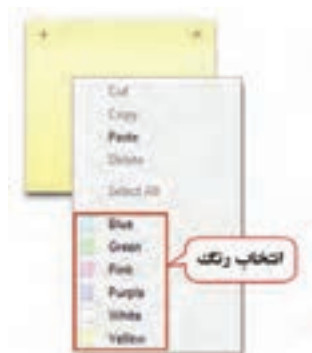 + ×
Cut
Copy
Paste
Delete
Select All
Blue
Green
Pink
Purple
White
Yellow
انتخاب رنگ